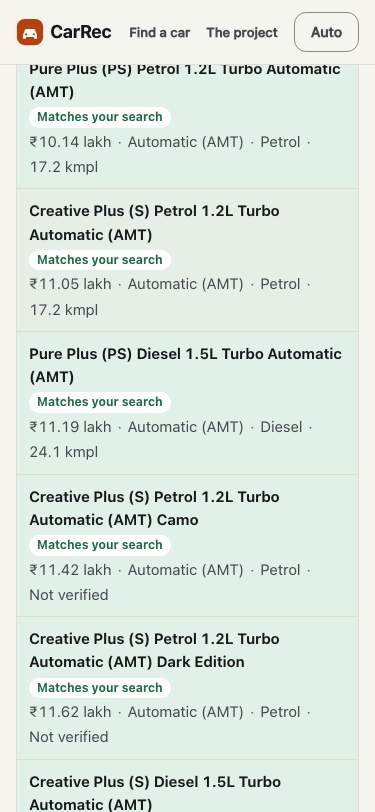 CarRec
Find a car
The project
Auto
Pure Plus (PS) Petrol 1.2L Turbo Automatic
(AMT)
Matches your search
₹10.14 lakh · Automatic (AMT) · Petrol ·
17.2 kmpl
Creative Plus (S) Petrol 1.2L Turbo
Automatic (AMT)
Matches your search
₹11.05 lakh · Automatic (AMT) · Petrol ·
17.2 kmpl
Pure Plus (PS) Diesel 1.5L Turbo Automatic
(AMT)
Matches your search
₹11.19 lakh · Automatic (AMT) · Diesel ·
24.1 kmpl
Creative Plus (S) Petrol 1.2L Turbo
Automatic (AMT) Camo
Matches your search
₹11.42 lakh · Automatic (AMT) · Petrol ·
Not verified
Creative Plus (S) Petrol 1.2L Turbo
Automatic (AMT) Dark Edition
Matches your search
₹11.62 lakh · Automatic (AMT) · Petrol ·
Not verified
Creative Plus (S) Diesel 1.5L Turbo
Automatic (AMT)